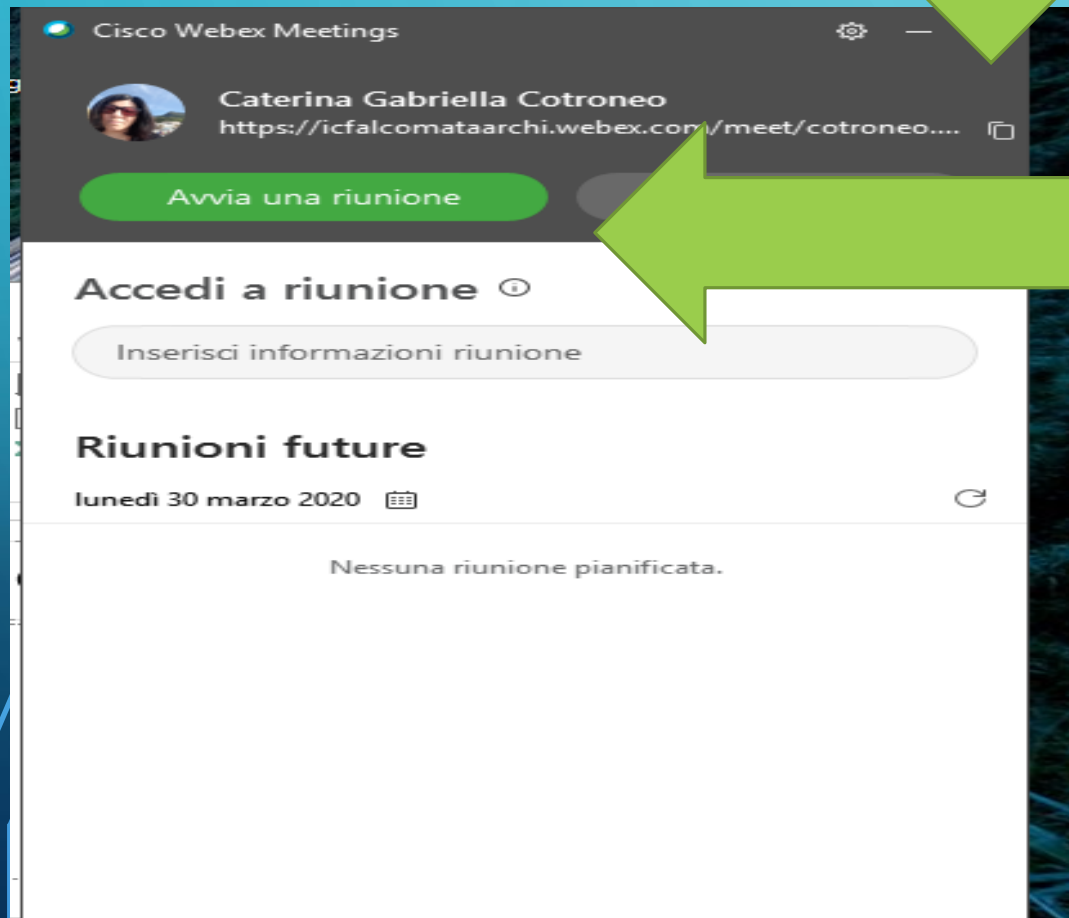 Cisco Webex Meetings
Caterina Gabriella Cotroneo
https://icfalcomataarchi.webex.com/meet/cotroneo....
Avvia una riunione
Accedi a riunione
Inserisci informazioni riunione
Riunioni future
lunedì 30 marzo 2020
Nessuna riunione pianificata.